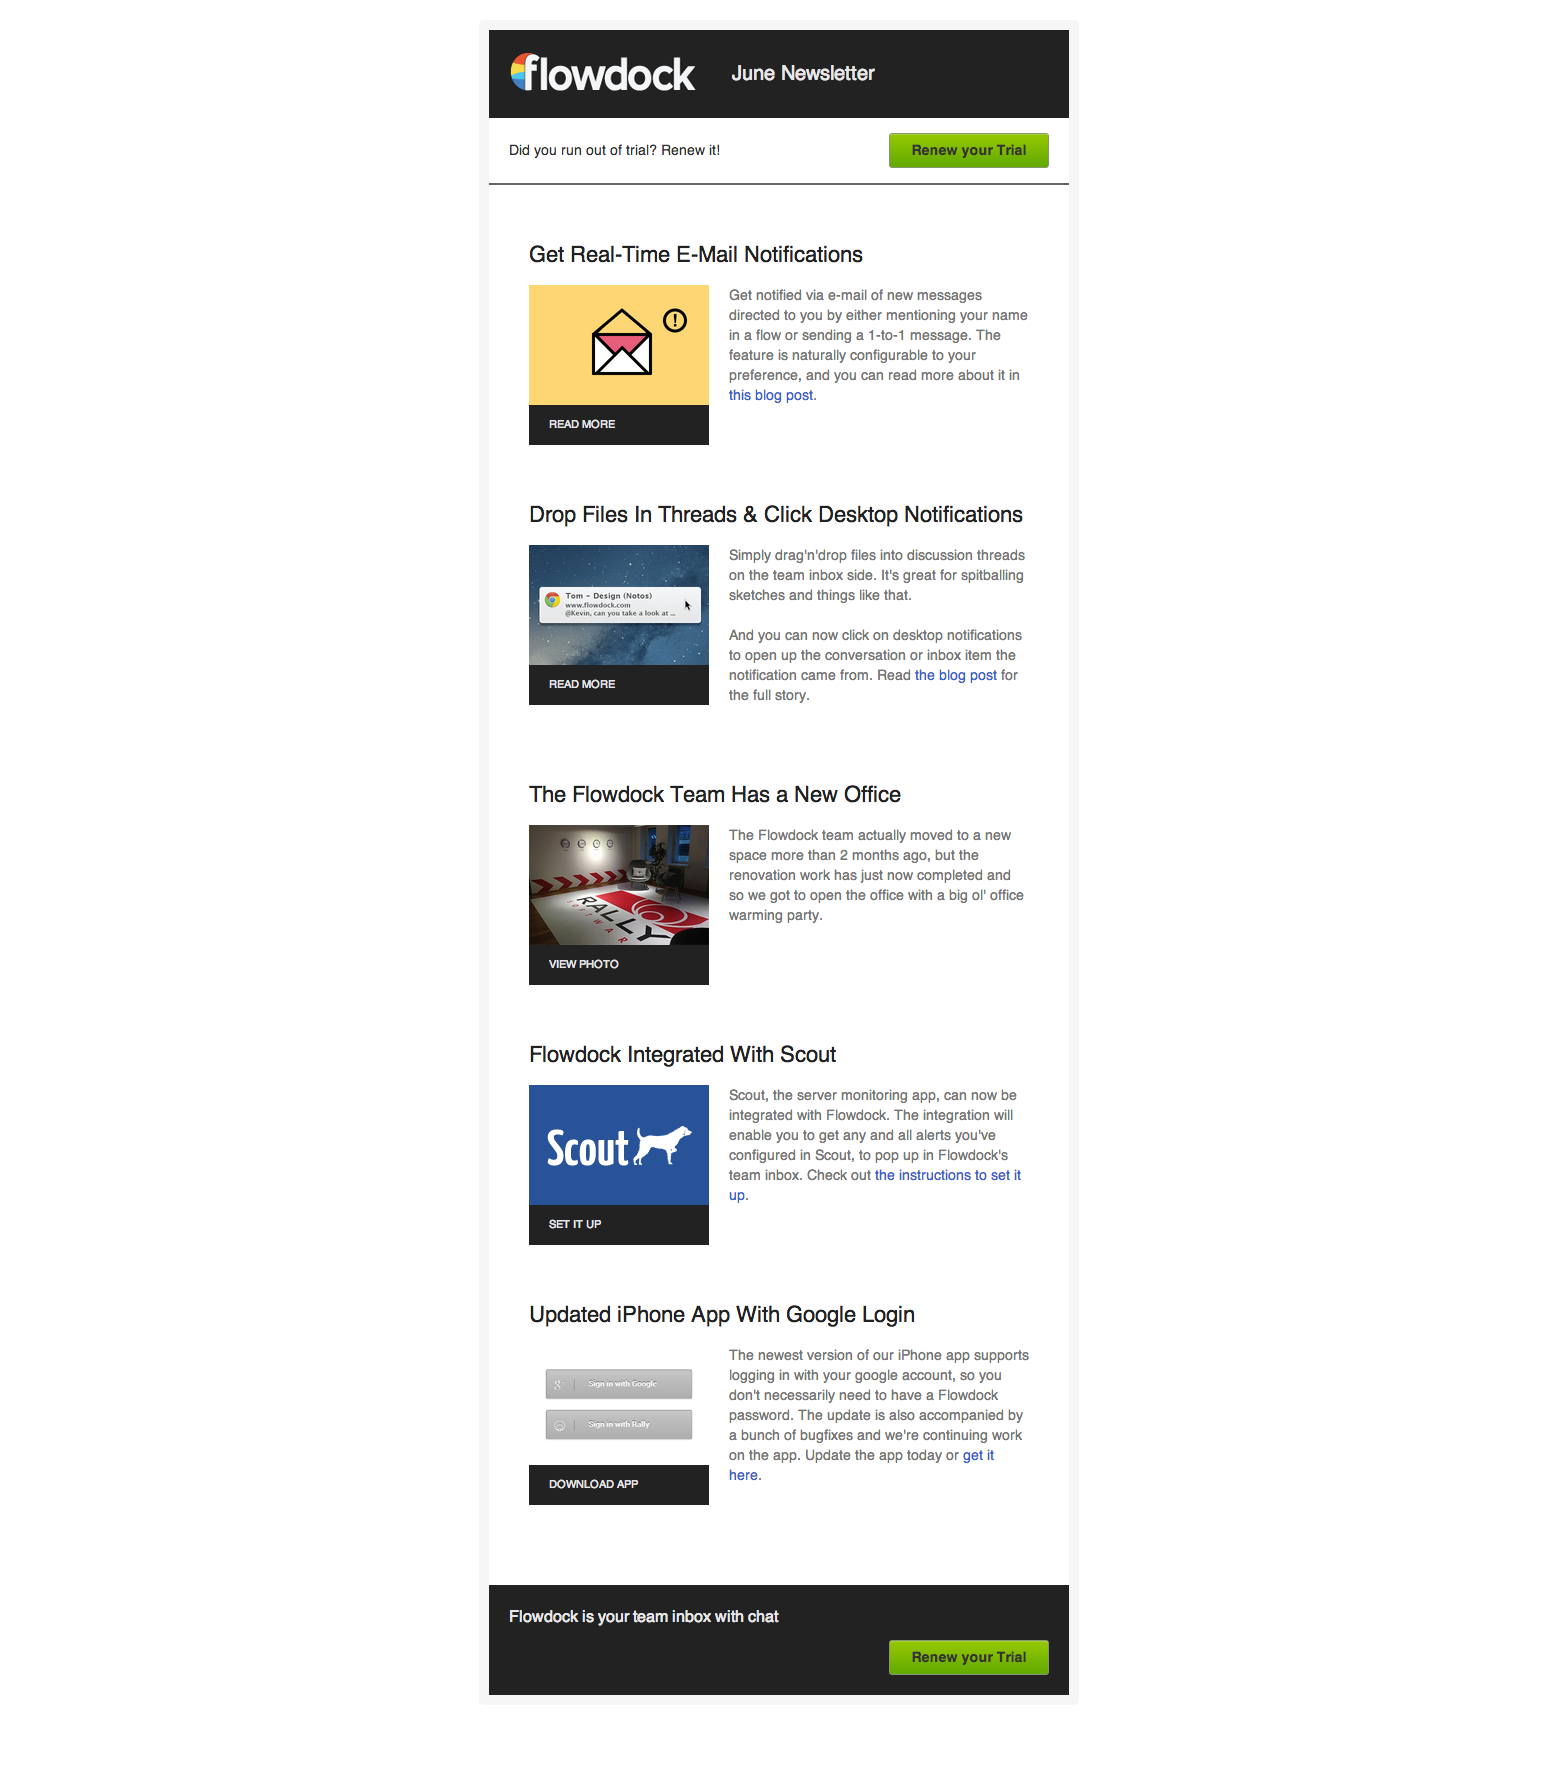 flowdock
June Newsletter
Did you run out of trial? Renew it!
Renew your Trial
Get Real-Time E-Mail Notifications
Get notified via e-mail of new messages
directed to you by either mentioning your name
in a flow or sending a 1-to-1 message. The
feature is naturally configurable to your
preference, and you can read more about it in
this blog post.
READ MORE
Drop Files In Threads & Click Desktop Notifications
Tom – Design (Notos)
www.flowdock.com
@Kevin, can you take a look at ...
READ MORE
Simply drag'n'drop files into discussion threads
on the team inbox side. It's great for spitballing
sketches and things like that.
And you can now click on desktop notifications
to open up the conversation or inbox item the
notification came from. Read the blog post for
the full story.
The Flowdock Team Has a New Office
RALLY
SOFTWAR
VIEW PHOTO
The Flowdock team actually moved to a new
space more than 2 months ago, but the
renovation work has just now completed and
so we got to open the office with a big ol' office
warming party.
Flowdock Integrated With Scout
Scout
SET IT UP
Scout, the server monitoring app, can now be
integrated with Flowdock. The integration will
enable you to get any and all alerts you've
configured in Scout, to pop up in Flowdock's
team inbox. Check out the instructions to set it
up.
Updated iPhone App With Google Login
Sign in with Google
Sign in with Rally
DOWNLOAD APP
The newest version of our iPhone app supports
logging in with your google account, so you
don't necessarily need to have a Flowdock
password. The update is also accompanied by
a bunch of bugfixes and we're continuing work
on the app. Update the app today or get it
here.
Flowdock is your team inbox with chat
Renew your Trial